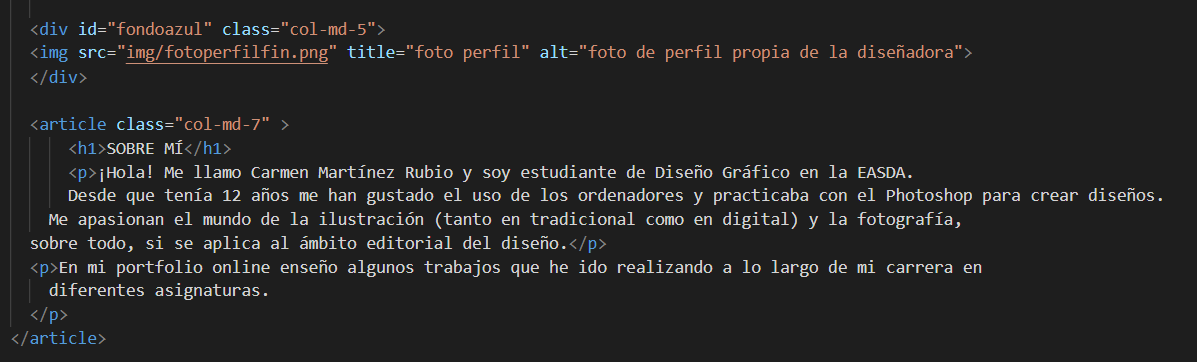 <div id="fondoazul" class="col-md-5">
<img src="img/fotoperfilfin.png" title="foto perfil" alt="foto de perfil propia de la diseñadora">
</div>
<article class="col-md-7" >
<h1>SOBRE MÍ</h1>
<p>¡Hola! Me llamo Carmen Martínez Rubio y soy estudiante de Diseño Gráfico en la EASDA.
Desde que tenía 12 años me han gustado el uso de los ordenadores y practicaba con el Photoshop para crear diseños.
Me apasionan el mundo de la ilustración (tanto en tradicional como en digital) y la fotografía,
sobre todo, si se aplica al ámbito editorial del diseño.</p>
<p>En mi portfolio online enseño algunos trabajos que he ido realizando a lo largo de mi carrera en
diferentes asignaturas.
</p>
</article>